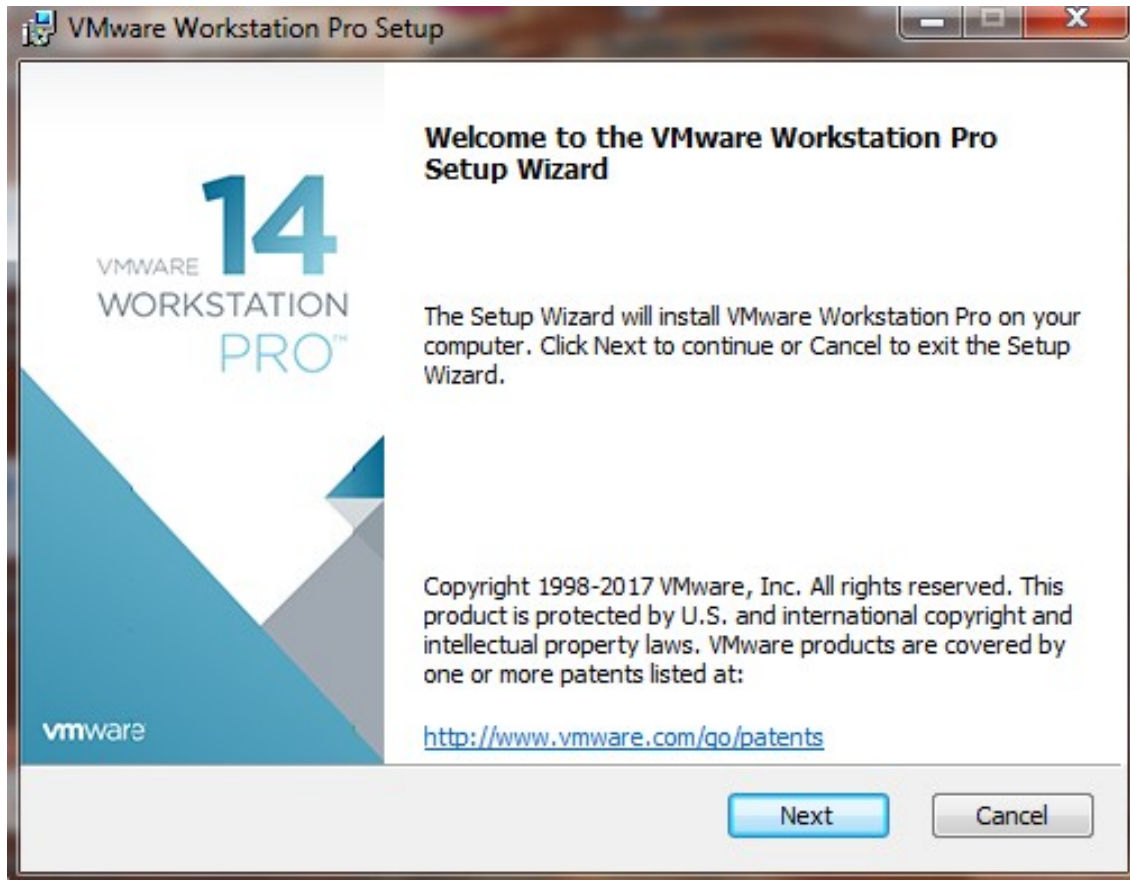 VMware Workstation Pro Setup
Welcome to the VMware Workstation Pro
Setup Wizard
14
VMWARE
WORKSTATION
PRO™
The Setup Wizard will install VMware Workstation Pro on your
computer. Click Next to continue or Cancel to exit the Setup
Wizard.
Copyright 1998-2017 VMware, Inc. All rights reserved. This
product is protected by U.S. and international copyright and
intellectual property laws. VMware products are covered by
one or more patents listed at:
http://www.vmware.com/go/patents
vmware
Next
Cancel